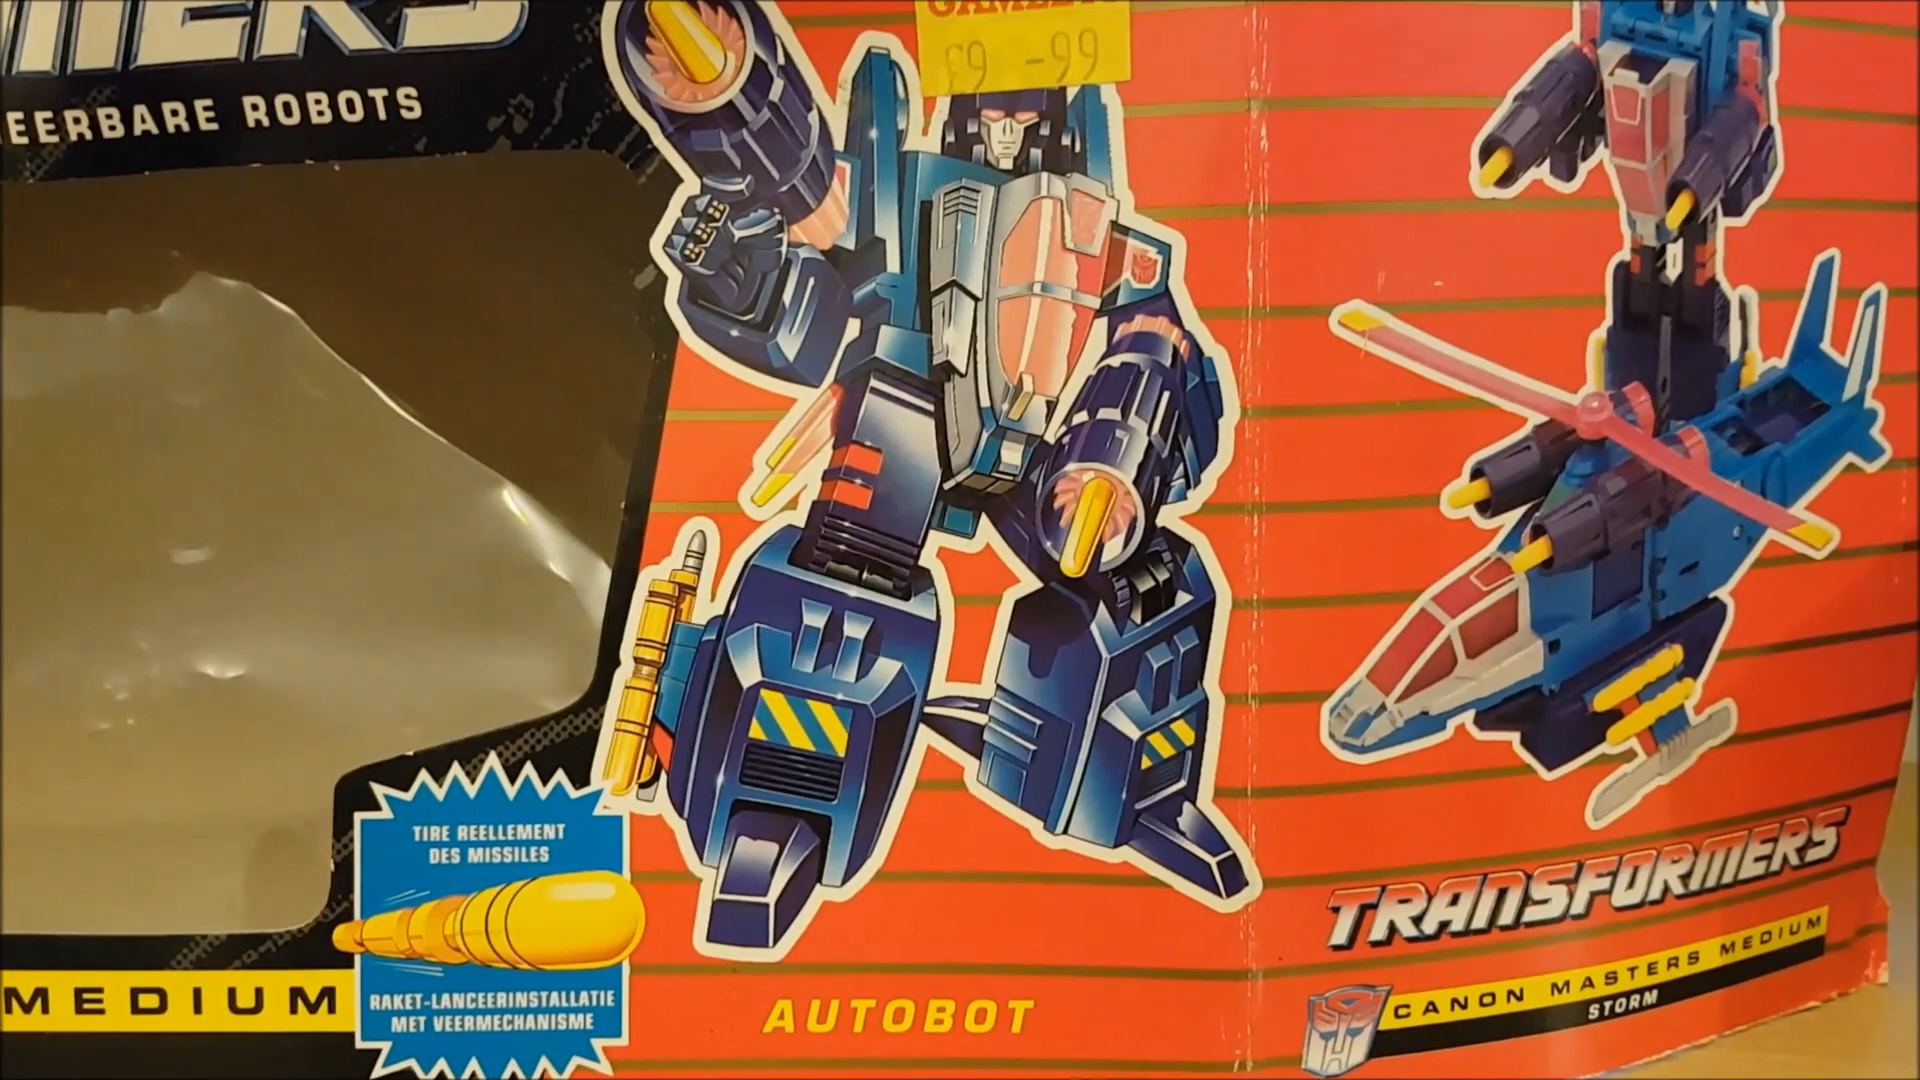 EERBARE ROBOTS
£9 -99
MEDIUM
TIRE REELLEMENT
DES MISSILES
RAKET-LANCEERINSTALLATIE
MET VEERMECHANISME
AUTOBOT
TRANSFORMERS
CANON MASTERS MEDIUM
STORM